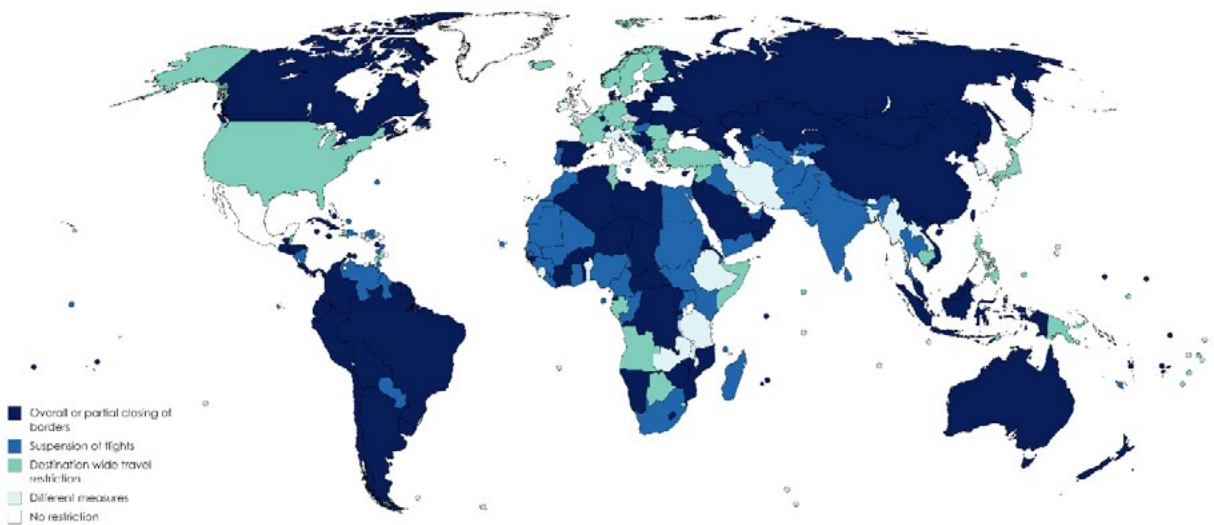 Overall or partial closing of
borders
Suspension of flights
Destination wide travel
restriction
Different measures
No restriction